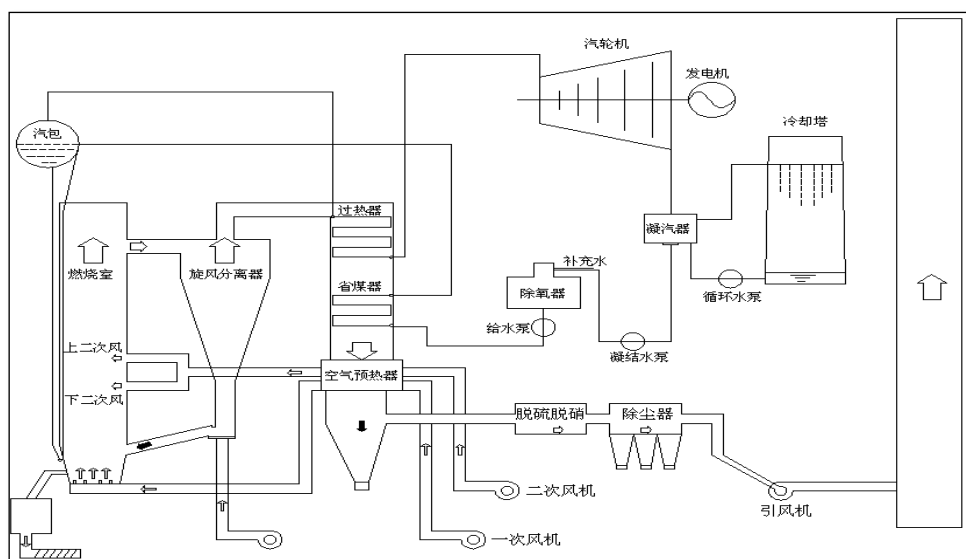 汽轮机
发电机
汽包
冷却塔
过热器
凝汽器
燃烧室
旋风分离器
补充水
省煤器
除氧器
循环水泵
给水泵
上二次风
凝结水泵
空气预热器
下二次风
脱硫脱硝
除尘器
二次风机
引风机
一次风机